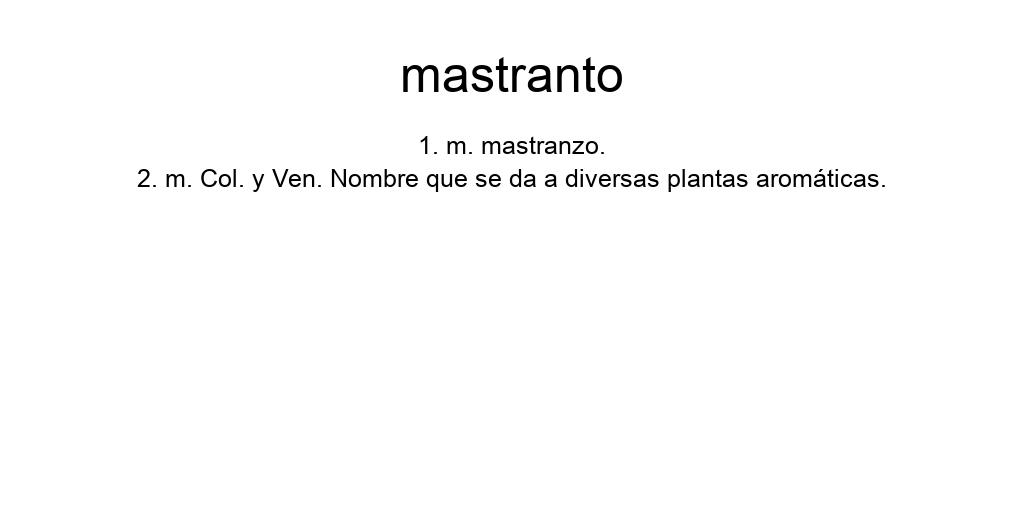 mastranto
1. m. mastranzo.
2. m. Col. y Ven. Nombre que se da a diversas plantas aromáticas.